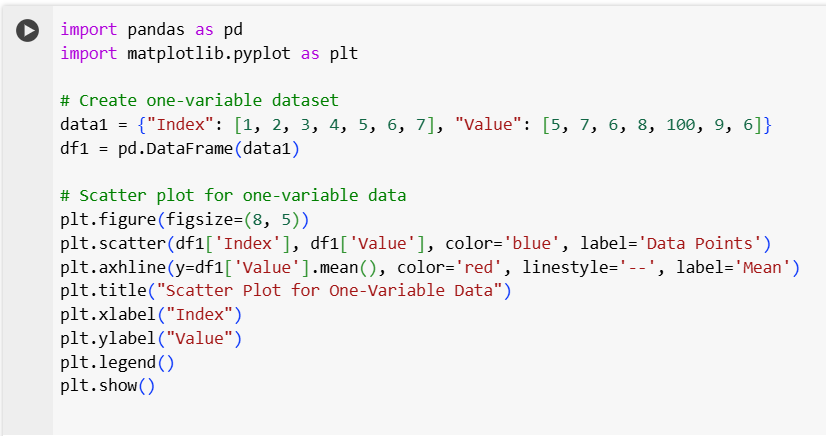 import pandas as pd
import matplotlib.pyplot as plt
# Create one-variable dataset
data1 = {"Index": [1, 2, 3, 4, 5, 6, 7], "Value": [5, 7, 6, 8, 100, 9, 6]}
df1 = pd.DataFrame(data1)
# Scatter plot for one-variable data
plt.figure(figsize=(8, 5))
plt.scatter(df1['Index'], df1['Value'], color='blue', label='Data Points')
plt.axhline(y=df1['Value'].mean(), color='red', linestyle='--', label='Mean')
plt.title("Scatter Plot for One-Variable Data")
plt.xlabel("Index")
plt.ylabel("Value")
plt.legend()
plt.show()